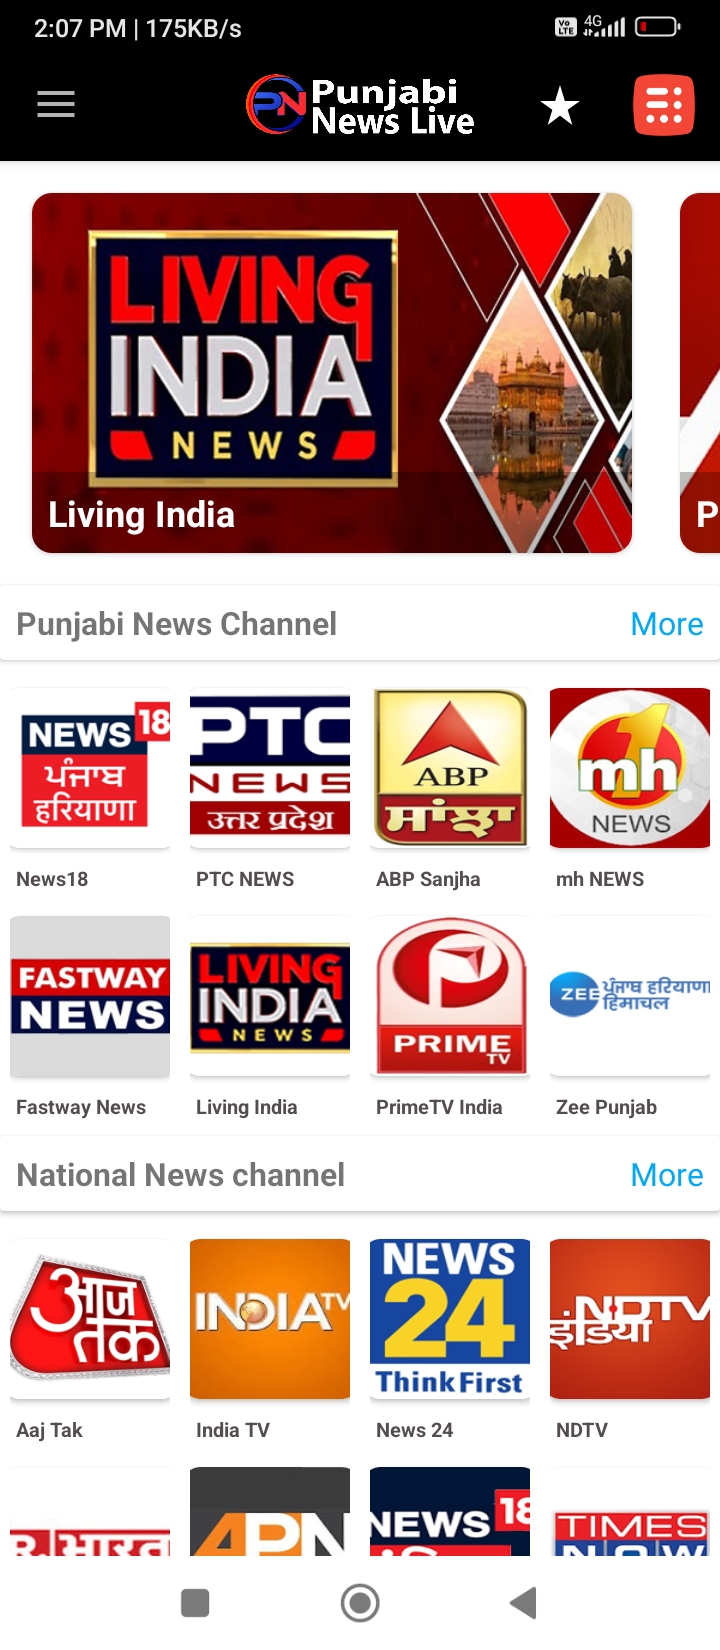 2:07 PM | 175KB/s
Vo LTE 4G
PN Punjabi
News Live
LIVING
INDIA
NEWS
Living India
P
Punjabi News Channel More
NEWS 18
ਪੰਜਾਬ
हरियाणा
News18
PTC
NEWS
उत्तर प्रदेश
PTC NEWS
ABP
ਸਾਂਝਾ
ABP Sanjha
1
mh
NEWS
mh NEWS
FASTWAY
NEWS
Fastway News
LIVING
INDIA
NEWS
Living India
PRIME
TV
PrimeTV India
ZEE ਪੰਜਾਬ हरियाणा
हिमाचल
Zee Punjab
National News channel More
आज
तक
Aaj Tak
INDIA TV
India TV
NEWS
24
Think First
News 24
NDTV
इंडिया
NDTV
R. भारत
APN
NEWS 18
TIMES
NOW